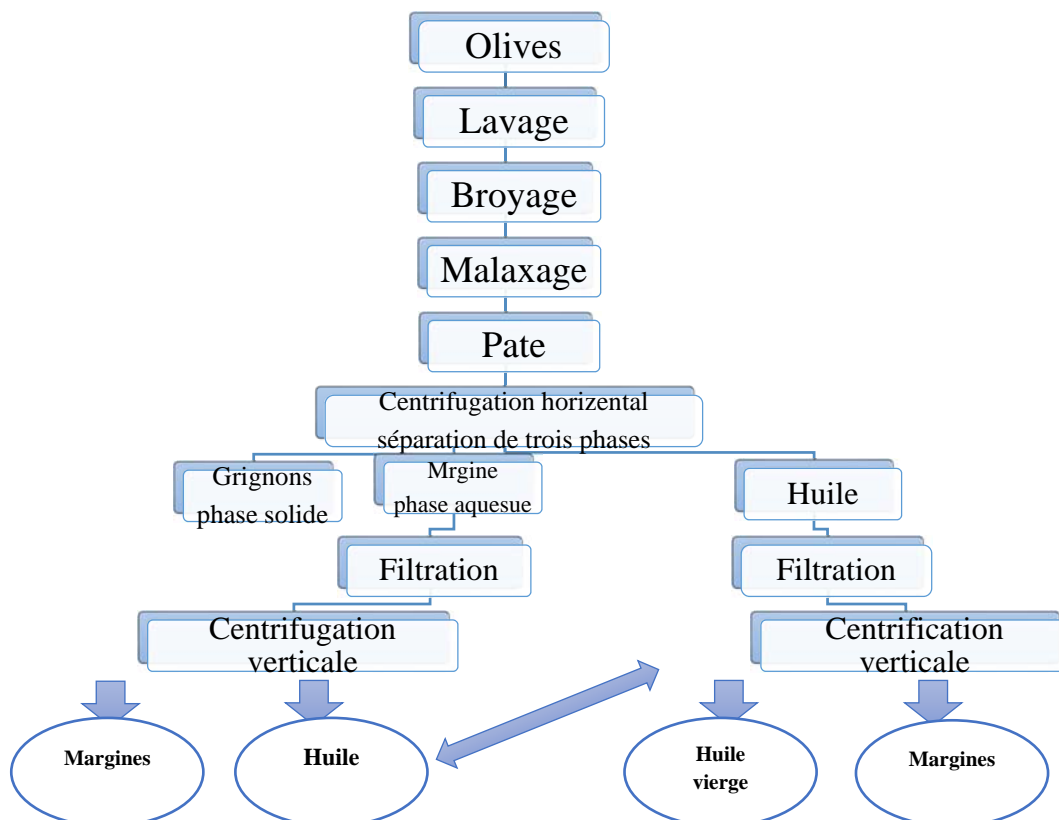 Olives
Lavage
Broyage
Malaxage
Pate
Centrifugation horizental
séparation de trois phases
Grignons
phase solide
Mrgine
phase aquesue
Huile
Filtration
Filtration
Centrifugation
verticale
Centrification
verticale
Margines
Huile
Huile
vierge
Margines